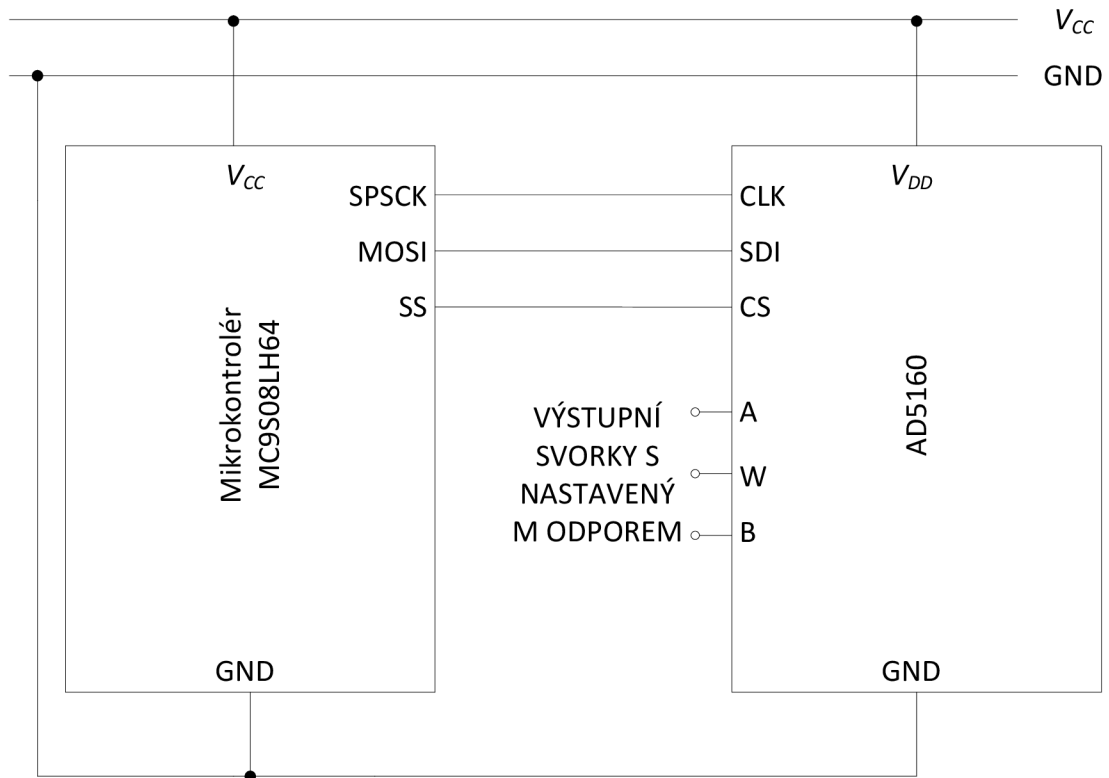 VCC
GND
VCC
SPSCK
MOSI
SS
Mikrokontrolér
MC9S08LH64
GND
VDD
CLK
SDI
CS
A
W
B
VÝSTUPNÍ
SVORKY S
NASTAVENÝ
M ODPOREM
AD5160
GND